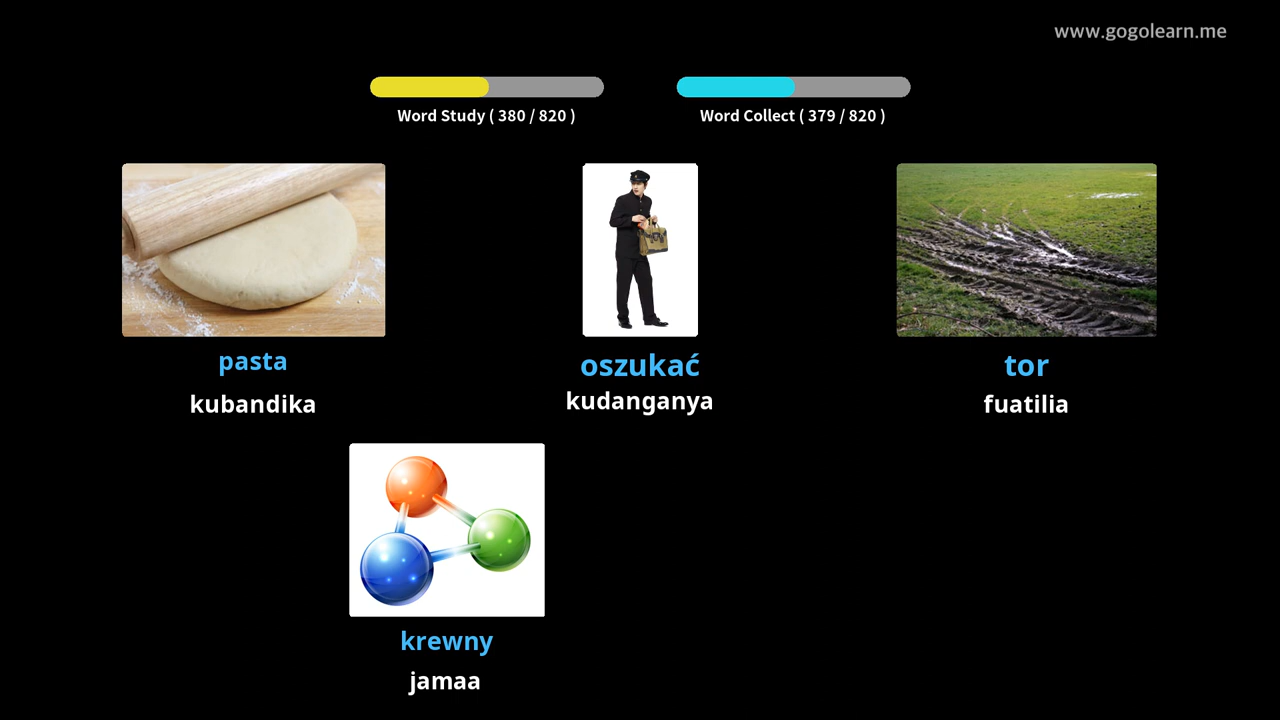 www.gogolearn.me
Word Study ( 380 / 820 )
Word Collect ( 379 / 820 )
pasta
kubandika
oszukać
kudanganya
tor
fuatilia
krewny
jamaa